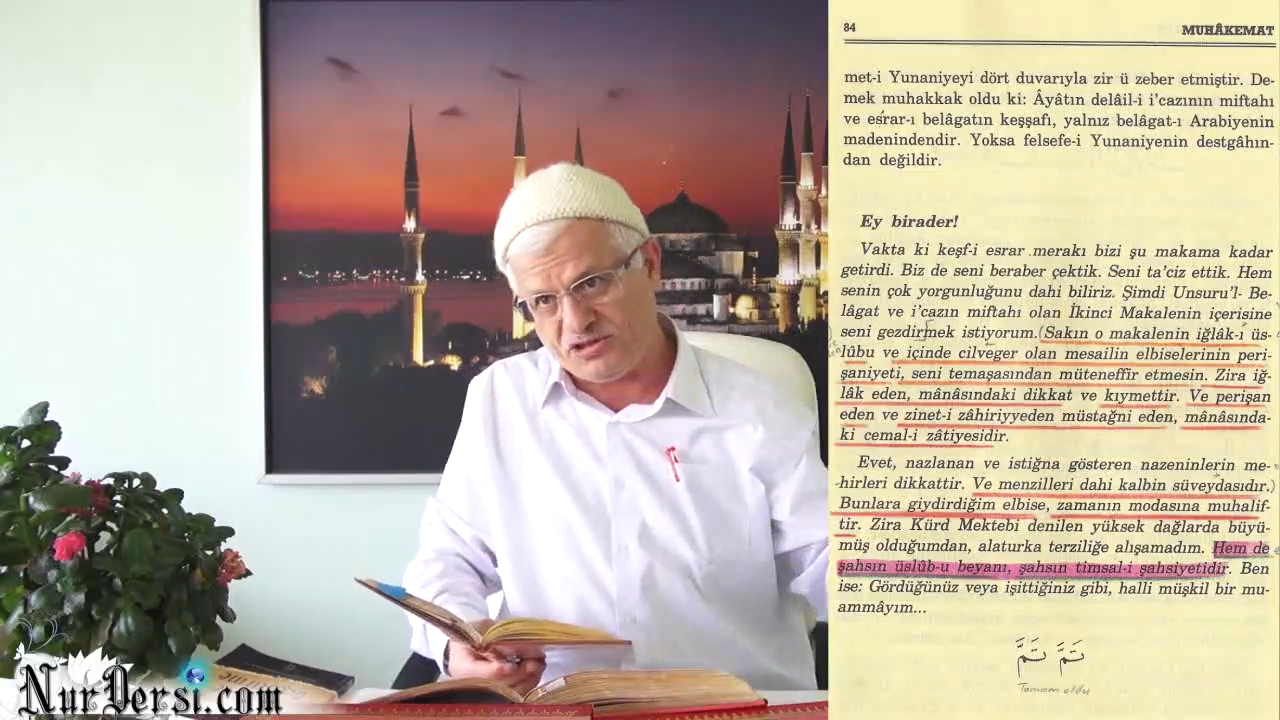 84 MUHÂKEMAT
met-i Yunaniyeyi dört duvarıyla zir ü zeber etmiştir. De-
mek muhakkak oldu ki: Âyâtın delâil-i i'cazının miftahı
ve esrar-ı belâgatın keşşafı, yalnız belâgat-ı Arabiyenin
madenindendir. Yoksa felsefe-i Yunaniyenin destgâhın-
dan değildir.
Ey birader!
Vakta ki keşf-i esrar merakı bizi şu makama kadar
getirdi. Biz de seni beraber çektik. Seni ta'ciz ettik. Hem
senin çok yorgunluğunu dahi biliriz. Şimdi Unsuru'l- Be-
lâgat ve i'cazın miftahı olan İkinci Makalenin içerisine
seni gezdirmek istiyorum. (Sakın o makalenin iğlâk-ı üs-
lûbu ve içinde cilveger olan mesailin elbiselerinin peri-
şaniyeti, seni temaşasından müteneffir etmesin. Zira iğ-
lâk eden, mânâsındaki dikkat ve kıymettir. Ve perişan
eden ve zinet-i zâhiriyyeden müstağni eden, mânâsında-
ki cemal-i zâtiyesidir.
Evet, nazlanan ve istiğna gösteren nazeninlerin me-
hirleri dikkattir. Ve menzilleri dahi kalbin süveydasıdır.)
Bunlara giydirdiğim elbise, zamanın modasına muhalif-
tir. Zira Kürd Mektebi denilen yüksek dağlarda büyü-
müş olduğumdan, alaturka terziliğe alışamadım. Hem de
şahsın üslûb-u beyanı, şahsın timsal-i şahsiyetidir. Ben
ise: Gördüğünüz veya işittiğiniz gibi, halli müşkil bir mu-
ammâyım...
تَمَّ تَمَّ
Tamam oldu
NurDersi.com